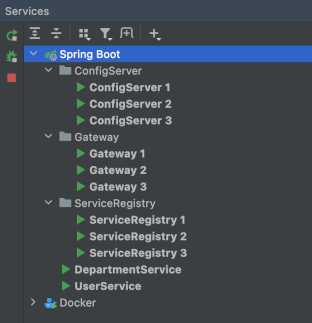 Services
Spring Boot
ConfigServer
ConfigServer 1
ConfigServer 2
ConfigServer 3
Gateway
Gateway 1
Gateway 2
Gateway 3
ServiceRegistry
ServiceRegistry 1
ServiceRegistry 2
ServiceRegistry 3
DepartmentService
UserService
Docker